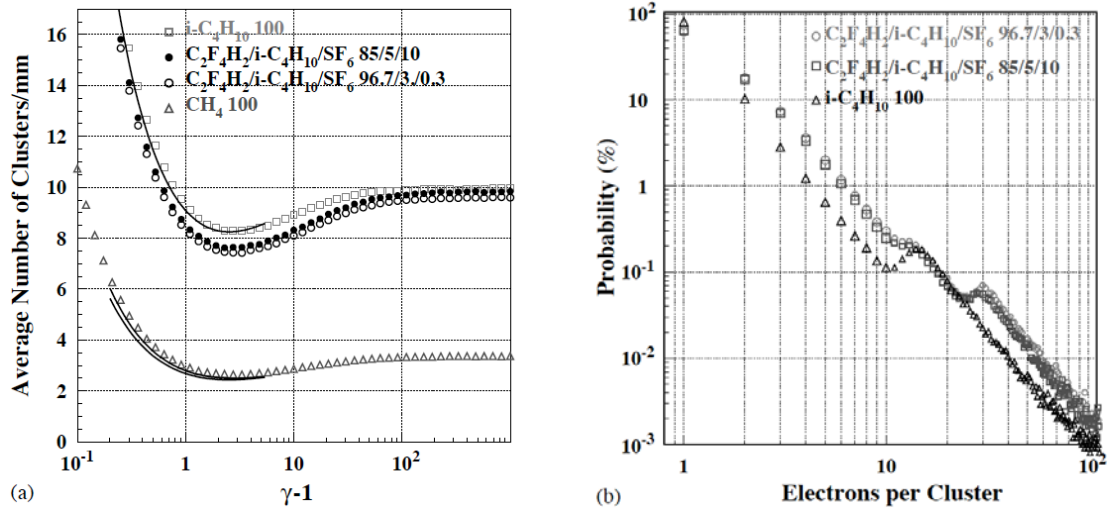 16
14
12
10
8
6
4
2
0
10-1
1
10
10²
Average Number of Clusters/mm
γ-1
(a)
i-C4H10 100
C2F4H2/i-C4H10/SF6 85/5/10
C2F4H2/i-C4H10/SF6 96.7/3/0.3
CH4 100
10²
10
1
10-1
10-2
10-3
1
10
10²
Probability (%)
Electrons per Cluster
(b)
C2F4H2/i-C4H10/SF6 96.7/3/0.3
C2F4H2/i-C4H10/SF6 85/5/10
i-C4H10 100